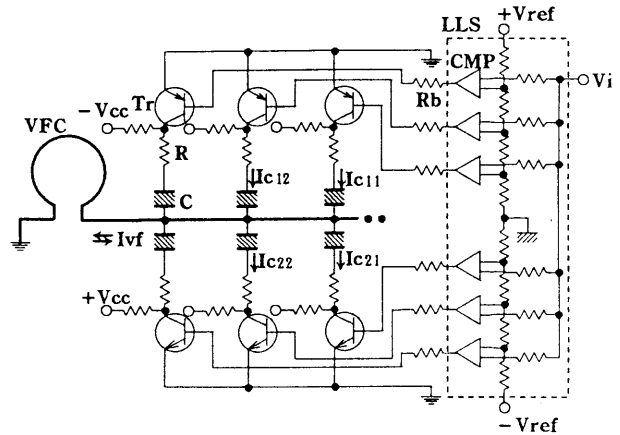 LLS
+Vref
CMP
Vi
Tr
Rb
−Vcc
VFC
R
Ic12
Ic11
C
Ivf
Ic22
Ic21
+Vcc
−Vref